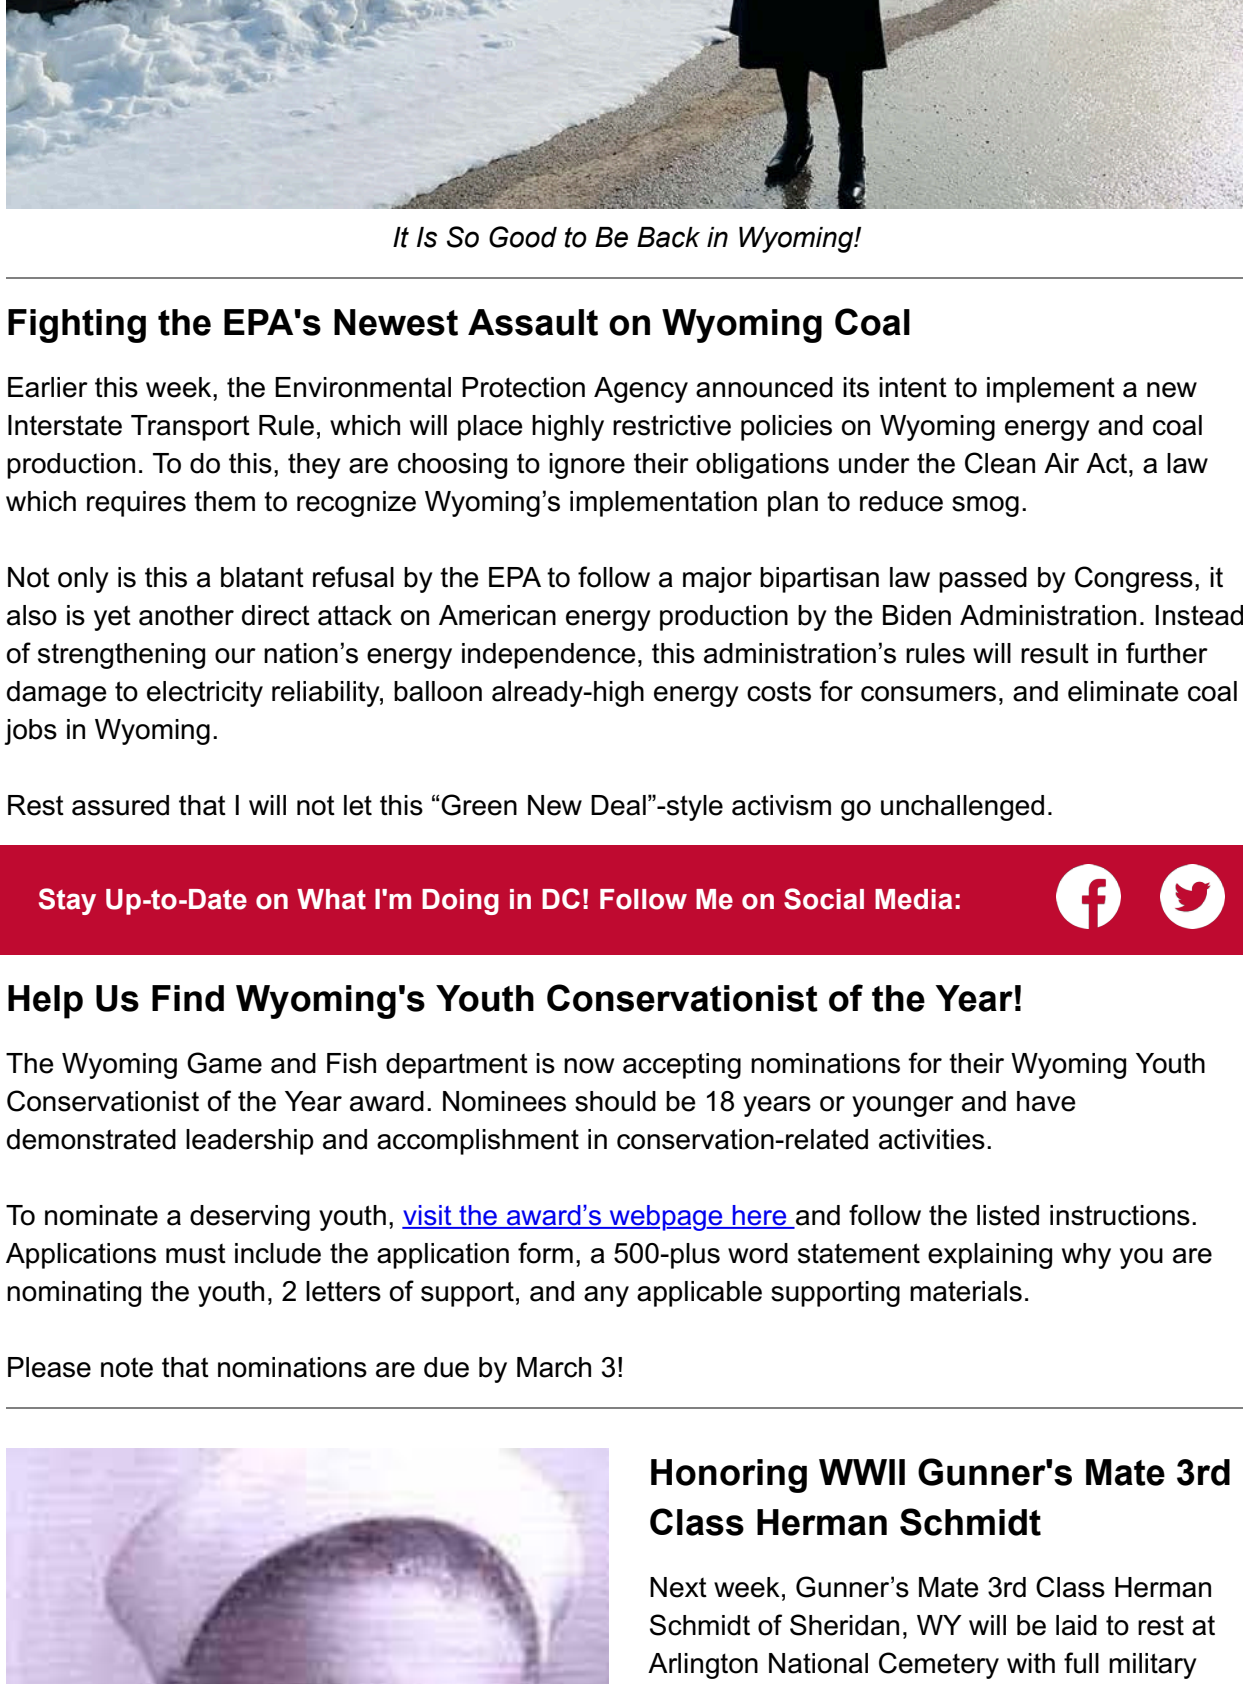 It Is So Good to Be Back in Wyoming!
Fighting the EPA's Newest Assault on Wyoming Coal
Earlier this week, the Environmental Protection Agency announced its intent to implement a new
Interstate Transport Rule, which will place highly restrictive policies on Wyoming energy and coal
production. To do this, they are choosing to ignore their obligations under the Clean Air Act, a law
which requires them to recognize Wyoming’s implementation plan to reduce smog.
Not only is this a blatant refusal by the EPA to follow a major bipartisan law passed by Congress, it
also is yet another direct attack on American energy production by the Biden Administration. Instead
of strengthening our nation’s energy independence, this administration’s rules will result in further
damage to electricity reliability, balloon already-high energy costs for consumers, and eliminate coal
jobs in Wyoming.
Rest assured that I will not let this “Green New Deal”-style activism go unchallenged.
Stay Up-to-Date on What I'm Doing in DC! Follow Me on Social Media:
Help Us Find Wyoming's Youth Conservationist of the Year!
The Wyoming Game and Fish department is now accepting nominations for their Wyoming Youth
Conservationist of the Year award. Nominees should be 18 years or younger and have
demonstrated leadership and accomplishment in conservation-related activities.
To nominate a deserving youth, visit the award’s webpage here and follow the listed instructions.
Applications must include the application form, a 500-plus word statement explaining why you are
nominating the youth, 2 letters of support, and any applicable supporting materials.
Please note that nominations are due by March 3!
Honoring WWII Gunner's Mate 3rd
Class Herman Schmidt
Next week, Gunner’s Mate 3rd Class Herman
Schmidt of Sheridan, WY will be laid to rest at
Arlington National Cemetery with full military